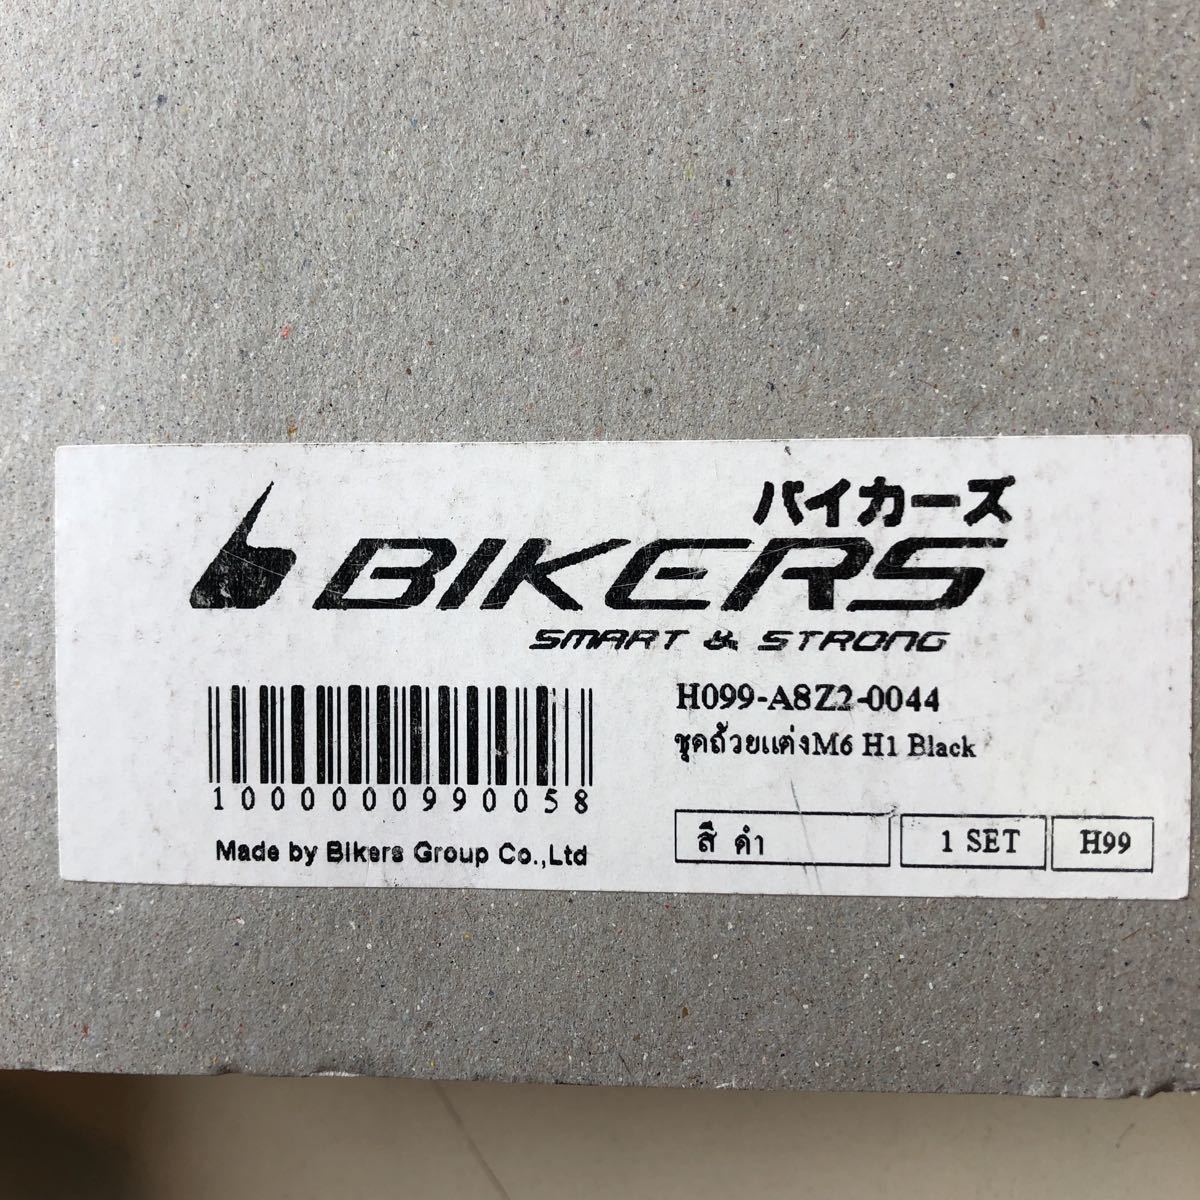 バイカーズ
BIKERS
SMART & STRONG
H099-A8Z2-0044
ชุดถ้วยแต่งM6 H1 Black
1000000990058
Made by Bikers Group Co.,Ltd
สี ดำ
1 SET
H99